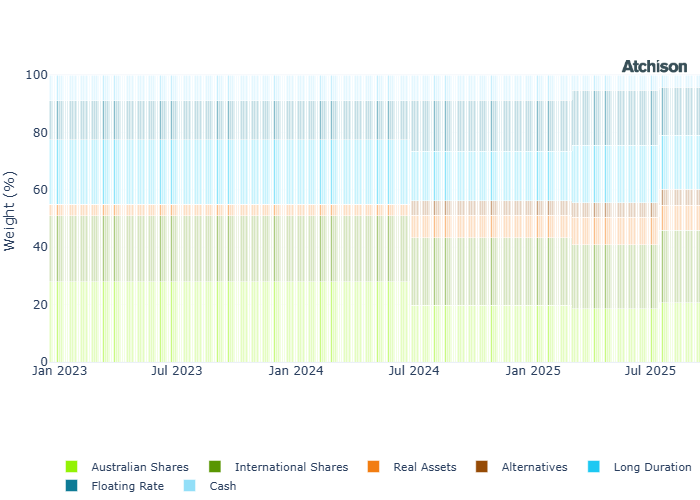 Atchison
100
80
60
40
20
0
Weight (%)
Jan 2023 Jul 2023 Jan 2024 Jul 2024 Jan 2025 Jul 2025
Australian Shares International Shares Real Assets Alternatives Long Duration
Floating Rate Cash